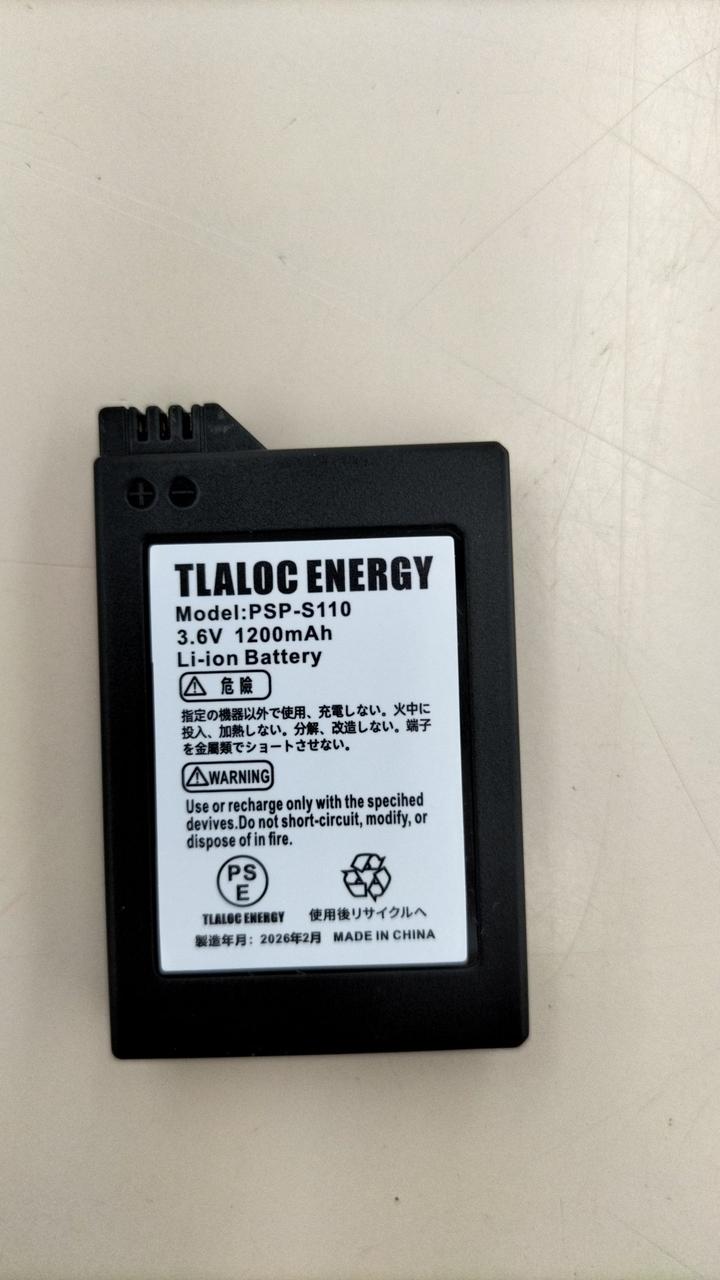 TLALOC ENERGY
Model:PSP-S110
3.6V 1200mAh
Li-ion Battery
⚠ 危險
指定の機器以外で使用、充電しない。火中に
投入、加熱しない。分解、改造しない。端子
を金属類でショートさせない。
⚠WARNING
Use or recharge only with the specihed
devives.Do not short-circuit, modify, or
dispose of in fire.
PS
E
TLALOC ENERGY 使用後リサイクルへ
製造年月：2026年2月 MADE IN CHINA